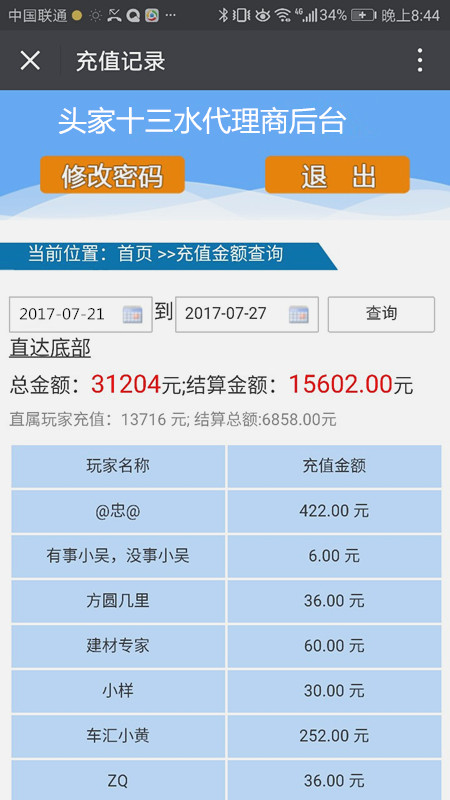 中国联通 4G 34% 晚上8:44
充值记录
头家十三水代理商后台
修改密码 退 出
当前位置：首页 >>充值金额查询
2017-07-21 到 2017-07-27 查询
直达底部
总金额：31204元;结算金额：15602.00元
直属玩家充值：13716 元; 结算总额:6858.00元
玩家名称 充值金额
@忠@ 422.00 元
有事小吴，没事小吴 6.00 元
方圆几里 36.00 元
建材专家 60.00 元
小样 30.00 元
车汇小黄 252.00 元
ZQ 36.00 元